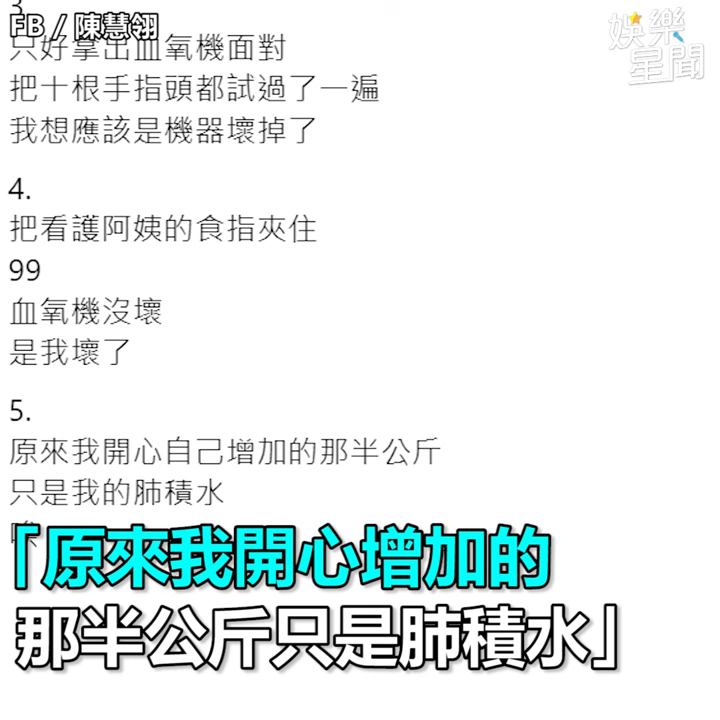 3.
FB / 陳慧翎
娛樂
星聞
只好拿出血氧機面對
把十根手指頭都試過了一遍
我想應該是機器壞掉了
4.
把看護阿姨的食指夾住
99
血氧機沒壞
是我壞了
5.
原來我開心自己增加的那半公斤
只是我的肺積水
「原來我開心增加的
那半公斤只是肺積水」